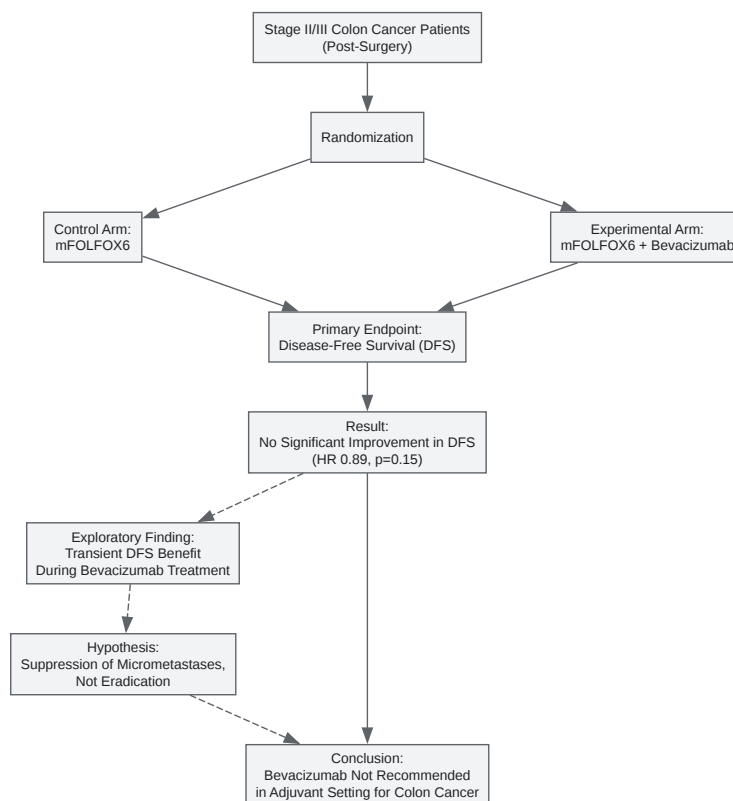 Stage II/III Colon Cancer Patients
(Post-Surgery)
Randomization
Control Arm:
mFOLFOX6
Experimental Arm:
mFOLFOX6 + Bevacizumab
Primary Endpoint:
Disease-Free Survival (DFS)
Result:
No Significant Improvement in DFS
(HR 0.89, p=0.15)
Exploratory Finding:
Transient DFS Benefit
During Bevacizumab Treatment
Hypothesis:
Suppression of Micrometastases,
Not Eradication
Conclusion:
Bevacizumab Not Recommended
in Adjuvant Setting for Colon Cancer